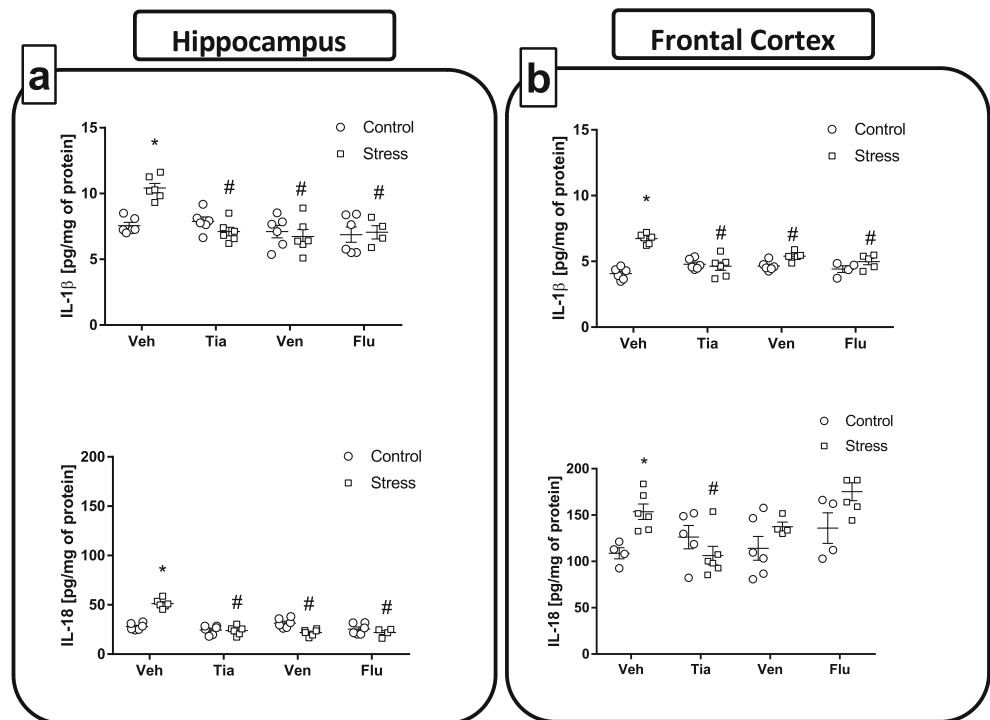 Hippocampus
a
IL-1β [pg/mg of protein]
15
10
5
0
*
#
#
#
Control
Stress
Veh Tia Ven Flu
IL-18 [pg/mg of protein]
200
150
100
50
0
*
#
#
#
Control
Stress
Veh Tia Ven Flu
Frontal Cortex
b
IL-1β [pg/mg of protein]
15
10
5
0
*
#
#
#
Control
Stress
Veh Tia Ven Flu
IL-18 [pg/mg of protein]
200
150
100
50
0
*
#
Control
Stress
Veh Tia Ven Flu